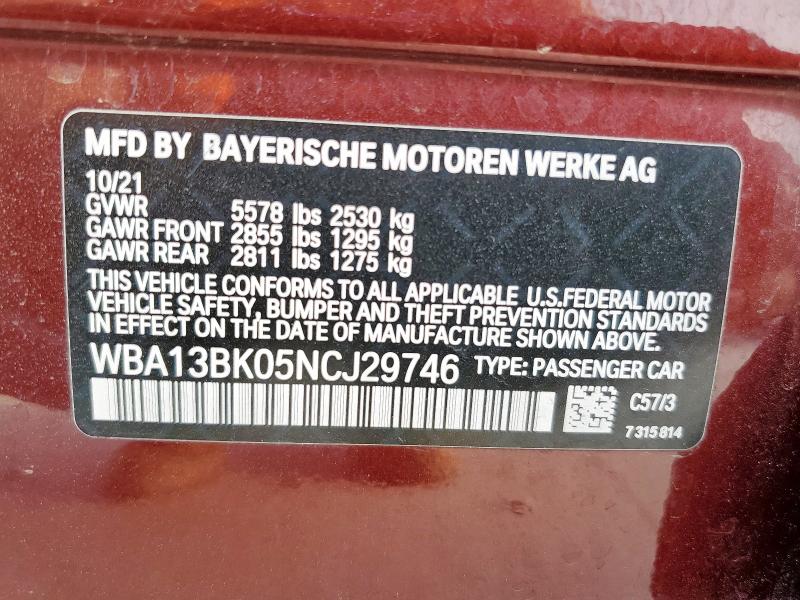 MFD BY BAYERISCHE MOTOREN WERKE AG
10/21
GVWR 5578 lbs 2530 kg
GAWR FRONT 2855 lbs 1295 kg
GAWR REAR 2811 lbs 1275 kg
THIS VEHICLE CONFORMS TO ALL APPLICABLE U.S.FEDERAL MOTOR
VEHICLE SAFETY, BUMPER AND THEFT PREVENTION STANDARDS
IN EFFECT ON THE DATE OF MANUFACTURE SHOWN ABOVE.
WBA13BK05NCJ29746 TYPE: PASSENGER CAR
C57/3
7315814